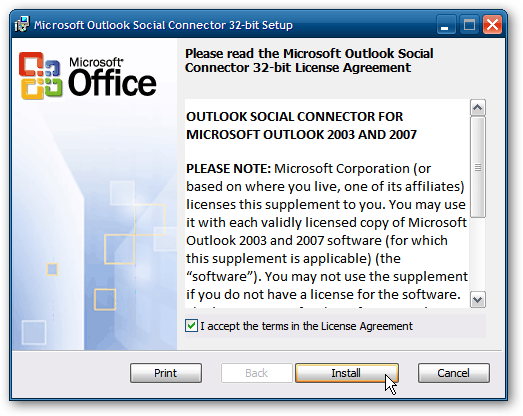 Microsoft Outlook Social Connector 32-bit Setup
Microsoft®
Office
Please read the Microsoft Outlook Social
Connector 32-bit License Agreement
OUTLOOK SOCIAL CONNECTOR FOR
MICROSOFT OUTLOOK 2003 AND 2007
PLEASE NOTE: Microsoft Corporation (or
based on where you live, one of its affiliates)
licenses this supplement to you. You may use
it with each validly licensed copy of Microsoft
Outlook 2003 and 2007 software (for which
this supplement is applicable) (the
“software”). You may not use the supplement
if you do not have a license for the software.
I accept the terms in the License Agreement
Print
Back
Install
Cancel